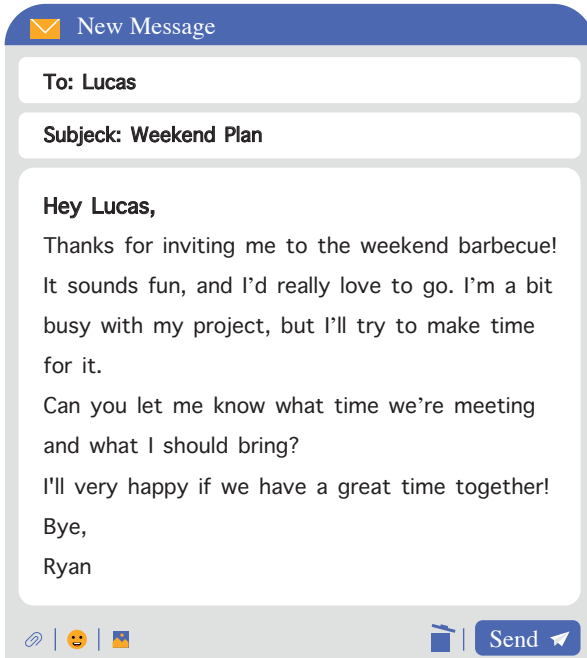 New Message
To: Lucas
Subjeck: Weekend Plan
Hey Lucas,
Thanks for inviting me to the weekend barbecue!
It sounds fun, and I’d really love to go. I’m a bit
busy with my project, but I’ll try to make time
for it.
Can you let me know what time we’re meeting
and what I should bring?
I'll very happy if we have a great time together!
Bye,
Ryan
Send